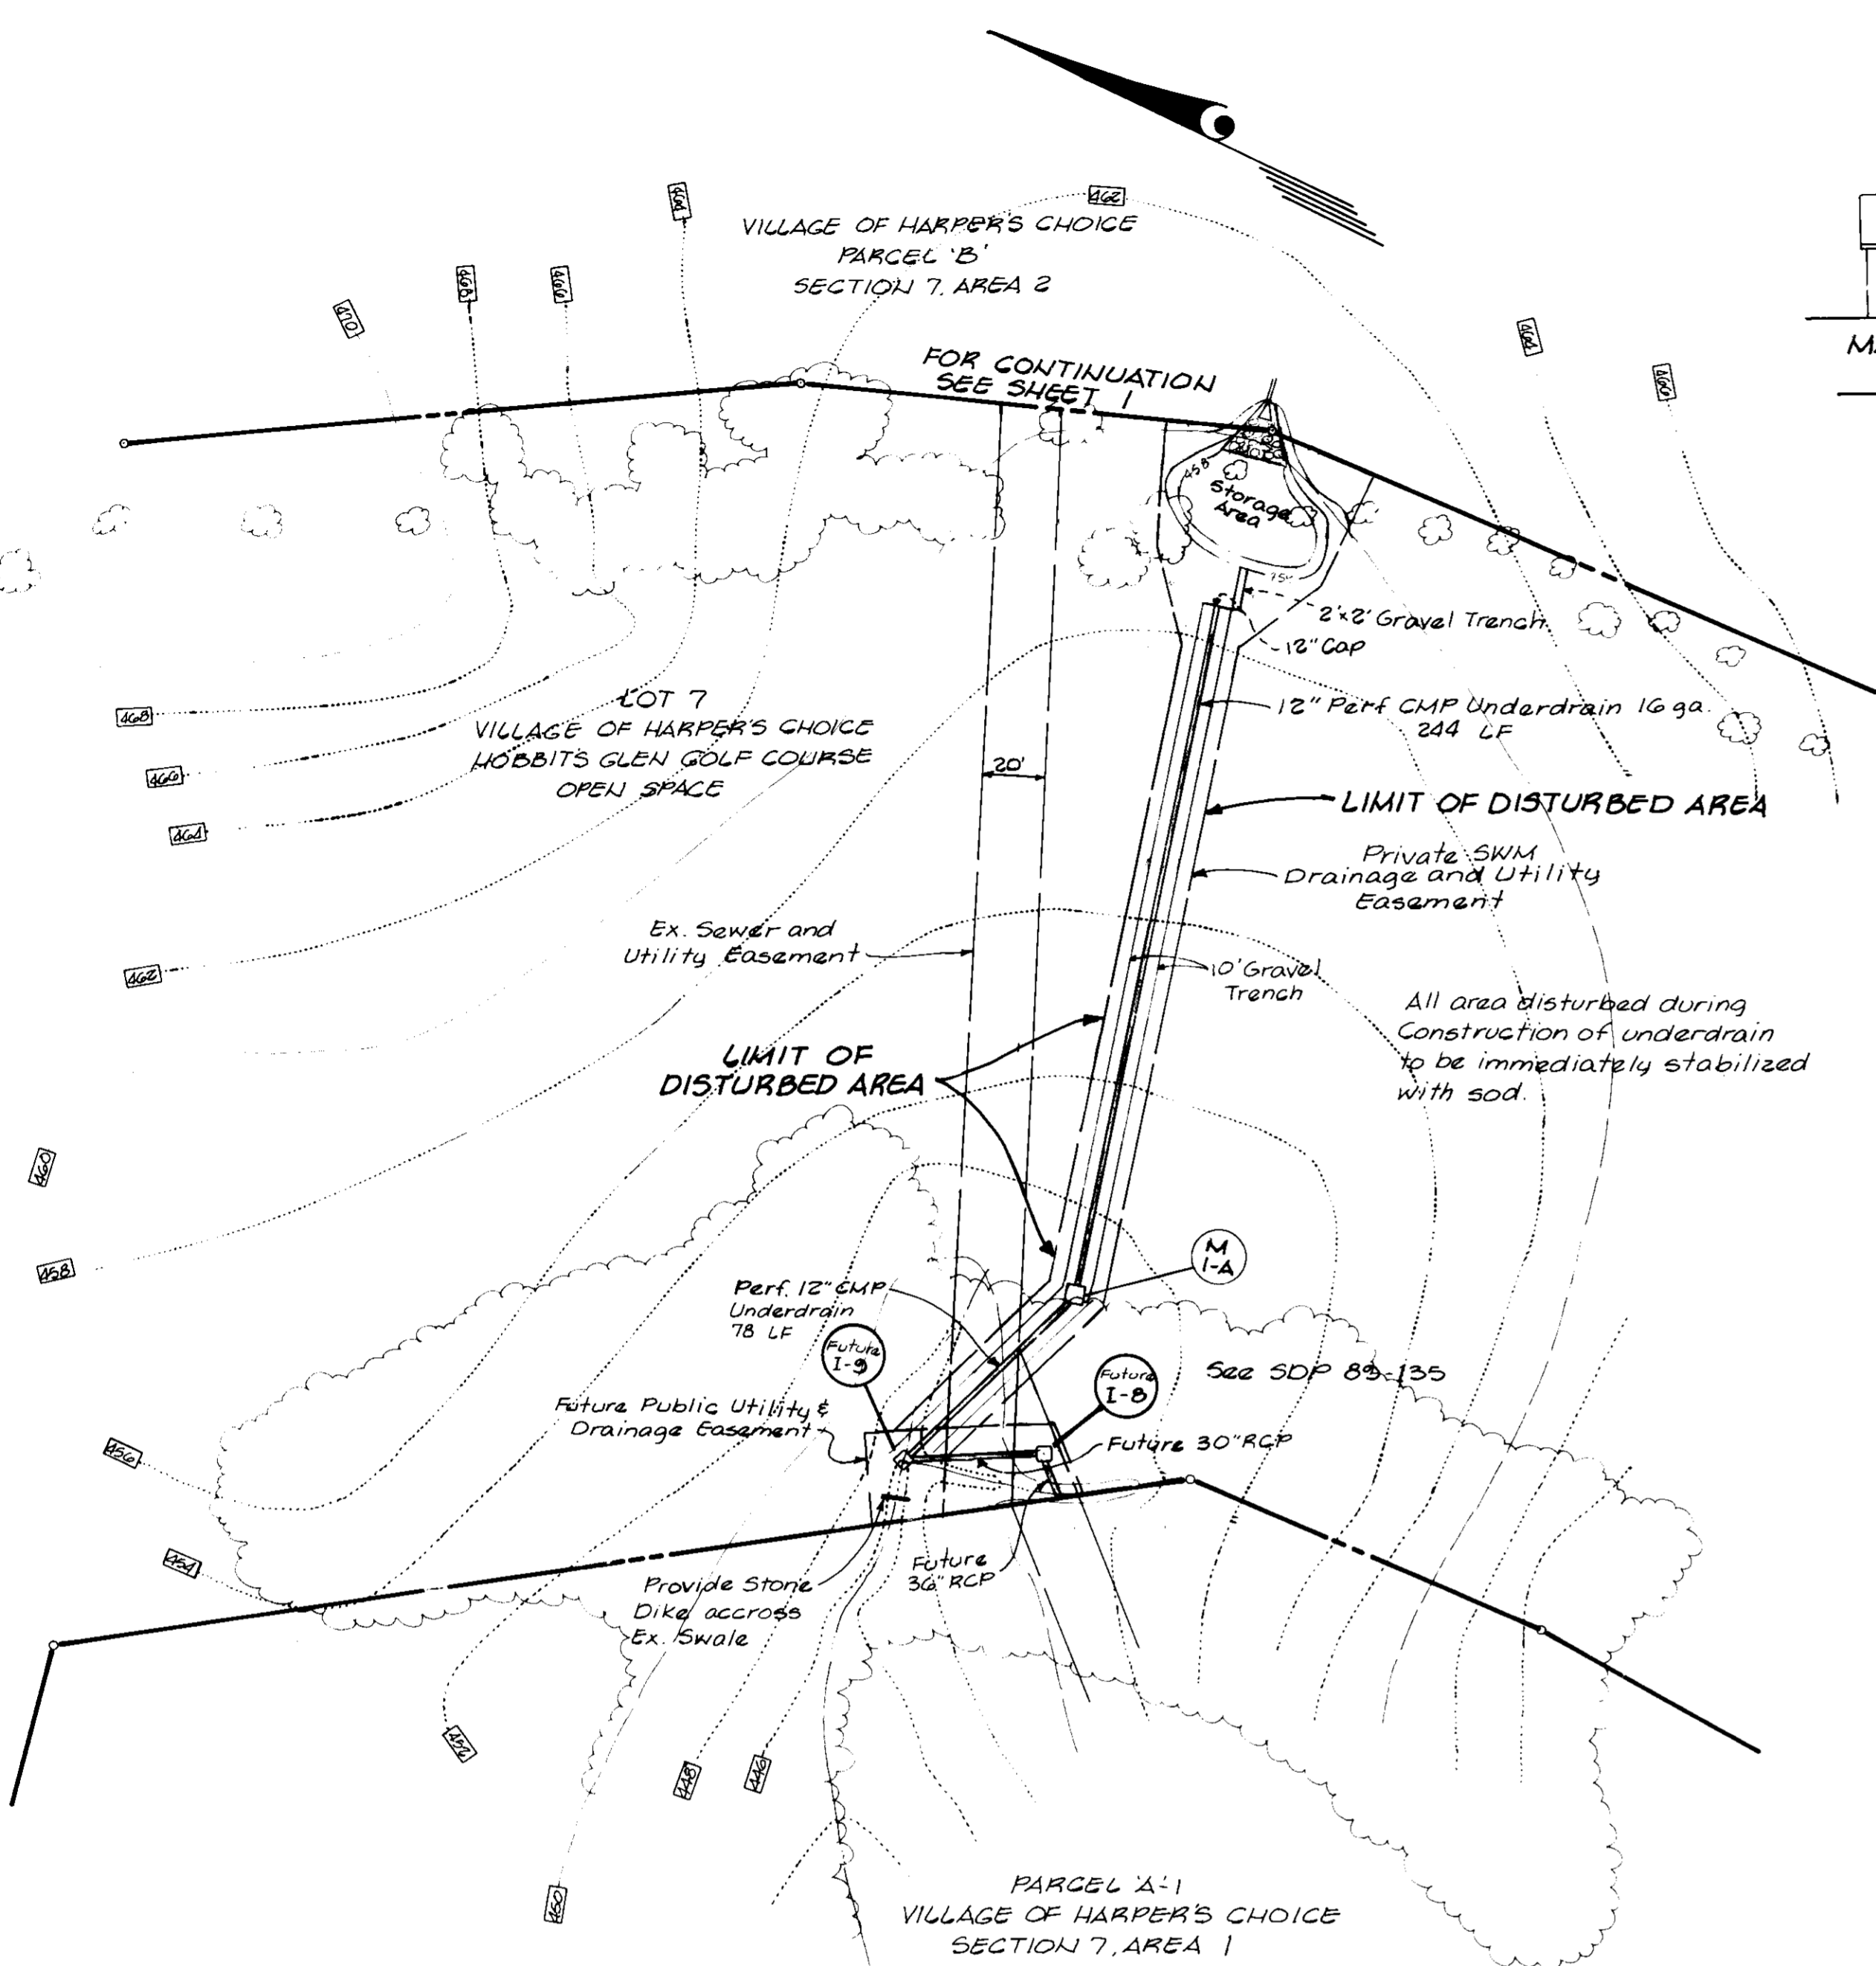 462
464
VILLAGE OF HARPER'S CHOICE
PARCEL 'B'
SECTION 7, AREA 2
468
466
470
464
466
FOR CONTINUATION
SEE SHEET 1
458
Storage
Area
2'x2' Gravel Trench
12" Cap
12" Perf CMP Underdrain 16 ga.
244 LF
LOT 7
VILLAGE OF HARPER'S CHOICE
HOBBITS GLEN GOLF COURSE
OPEN SPACE
468
466
464
20'
LIMIT OF DISTURBED AREA
Private SWM
Drainage and Utility
Easement
Ex. Sewer and
Utility Easement
462
10' Gravel
Trench
All area disturbed during
Construction of underdrain
to be immediately stabilized
with sod.
LIMIT OF
DISTURBED AREA
460
458
M
1-A
Perf. 12" CMP
Underdrain
78 LF
Future
I-9
Future
I-8
See SDP 89-135
Future Public Utility &
Drainage Easement
Future 30" RCP
456
454
Provide Stone
Dike accross
Ex. Swale
Future
36" RCP
452
448
446
450
PARCEL 'A-1
VILLAGE OF HARPER'S CHOICE
SECTION 7, AREA 1